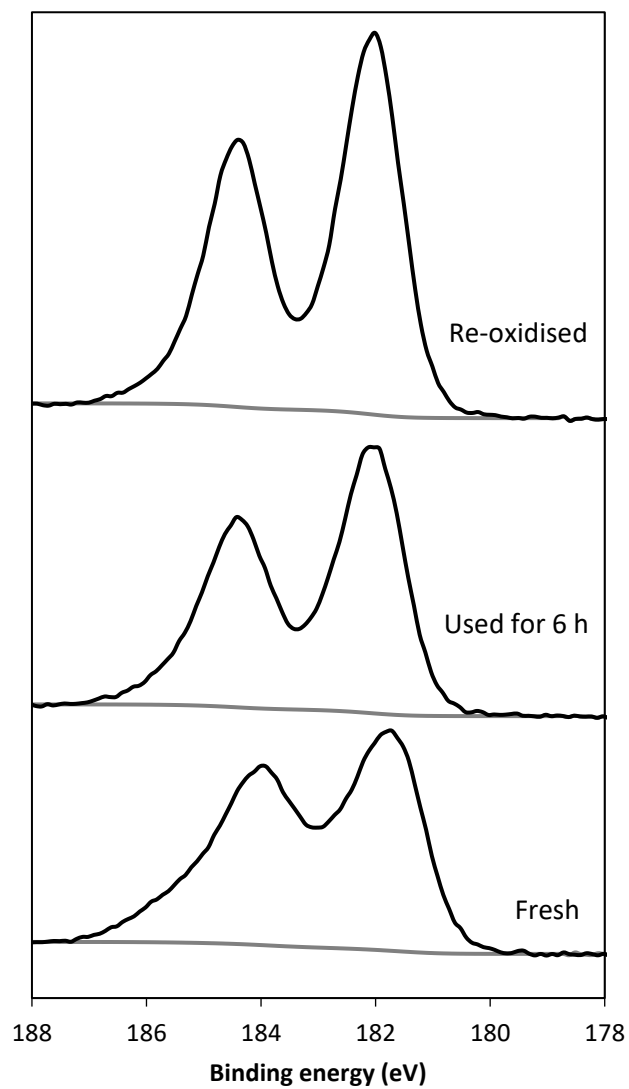 Re-oxidised
Used for 6 h
Fresh
188 186 184 182 180 178
Binding energy (eV)